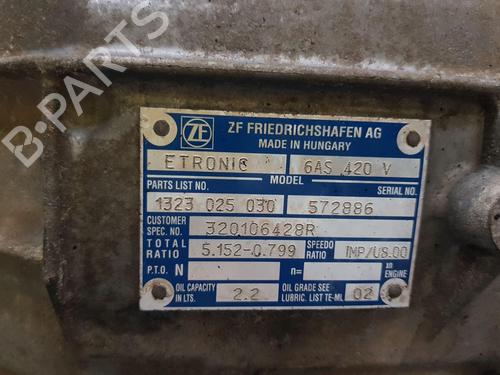 B-PARTS
ZF
ZF FRIEDRICHSHAFEN AG
MADE IN HUNGARY
ETRONIC 6AS 420 V
MODEL
PARTS LIST NO. SERIAL NO.
1323 025 030 572886
CUSTOMER SPEC. NO. 320106428R
TOTAL RATIO 5.152-0.799 SPEEDO RATIO IMP/U8.00
P.T.O. N n= xn ENGINE
OIL CAPACITY IN LTS. 2.2 OIL GRADE SEE LUBRIC. LIST TE-ML 02